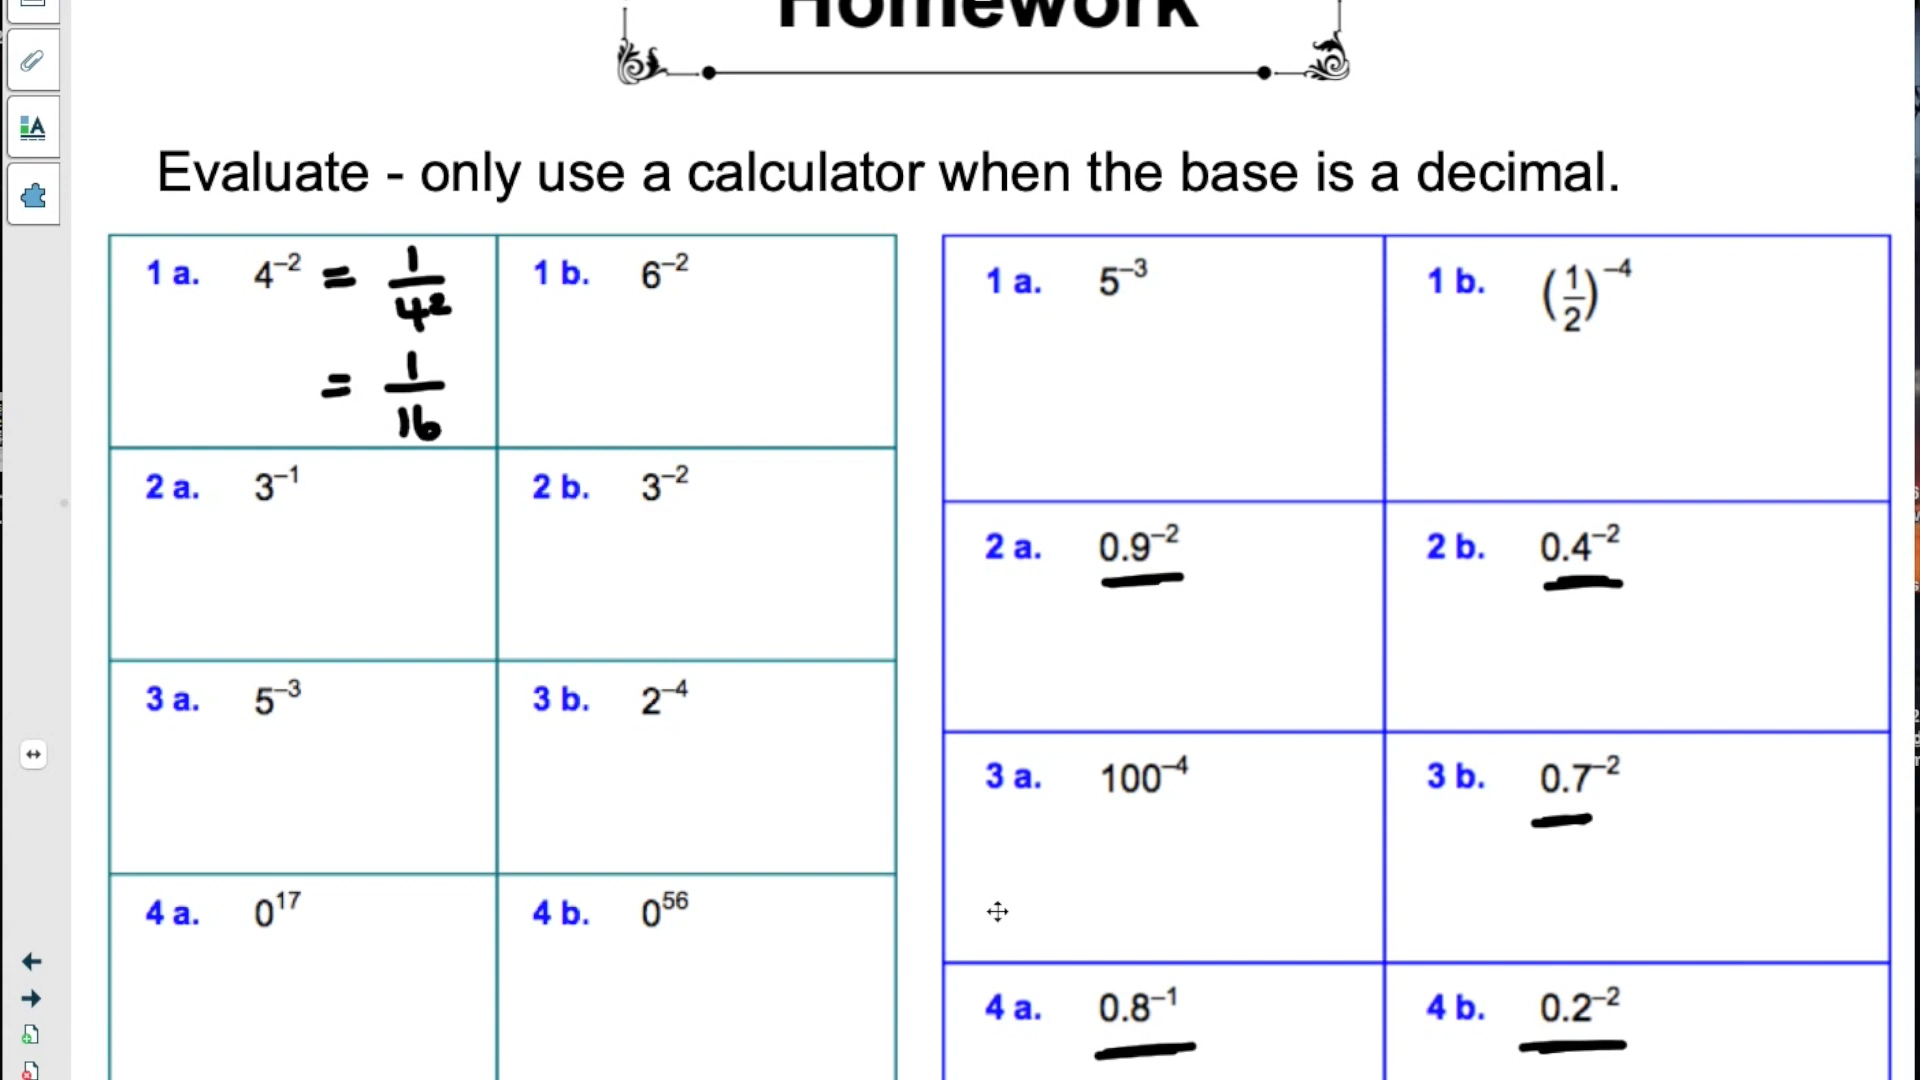 Homework
Evaluate - only use a calculator when the base is a decimal.
1 a. 4⁻² = 1/4²
= 1/16
1 b. 6⁻²
2 a. 3⁻¹
2 b. 3⁻²
3 a. 5⁻³
3 b. 2⁻⁴
4 a. 0¹⁷
4 b. 0⁵⁶
1 a. 5⁻³
1 b. (1/2)⁻⁴
2 a. 0.9⁻²
2 b. 0.4⁻²
3 a. 100⁻⁴
3 b. 0.7⁻²
4 a. 0.8⁻¹
4 b. 0.2⁻²